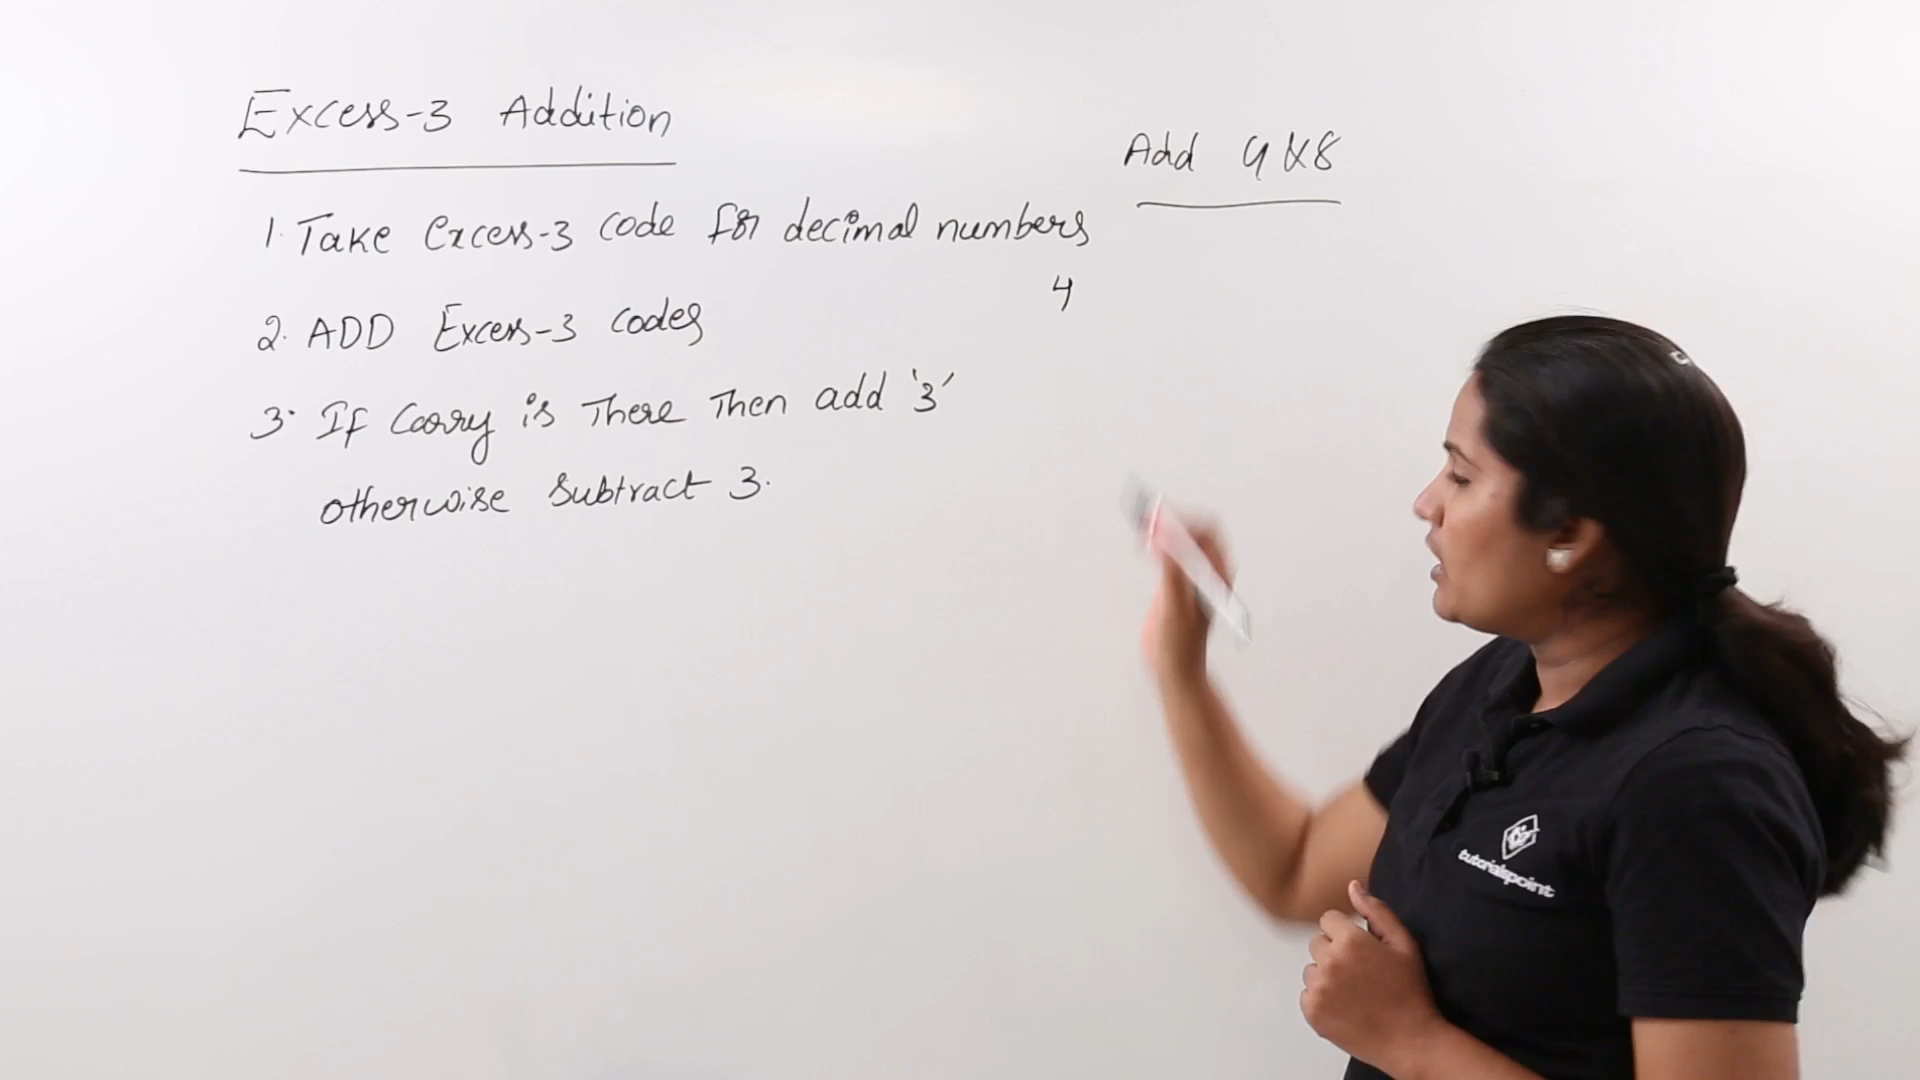 Excess-3 Addition
Add 4 & 8
1. Take Excess-3 code for decimal numbers
4
2. ADD Excess-3 codes
3. If Carry is There Then add '3'
otherwise Subtract 3.
tutorialspoint